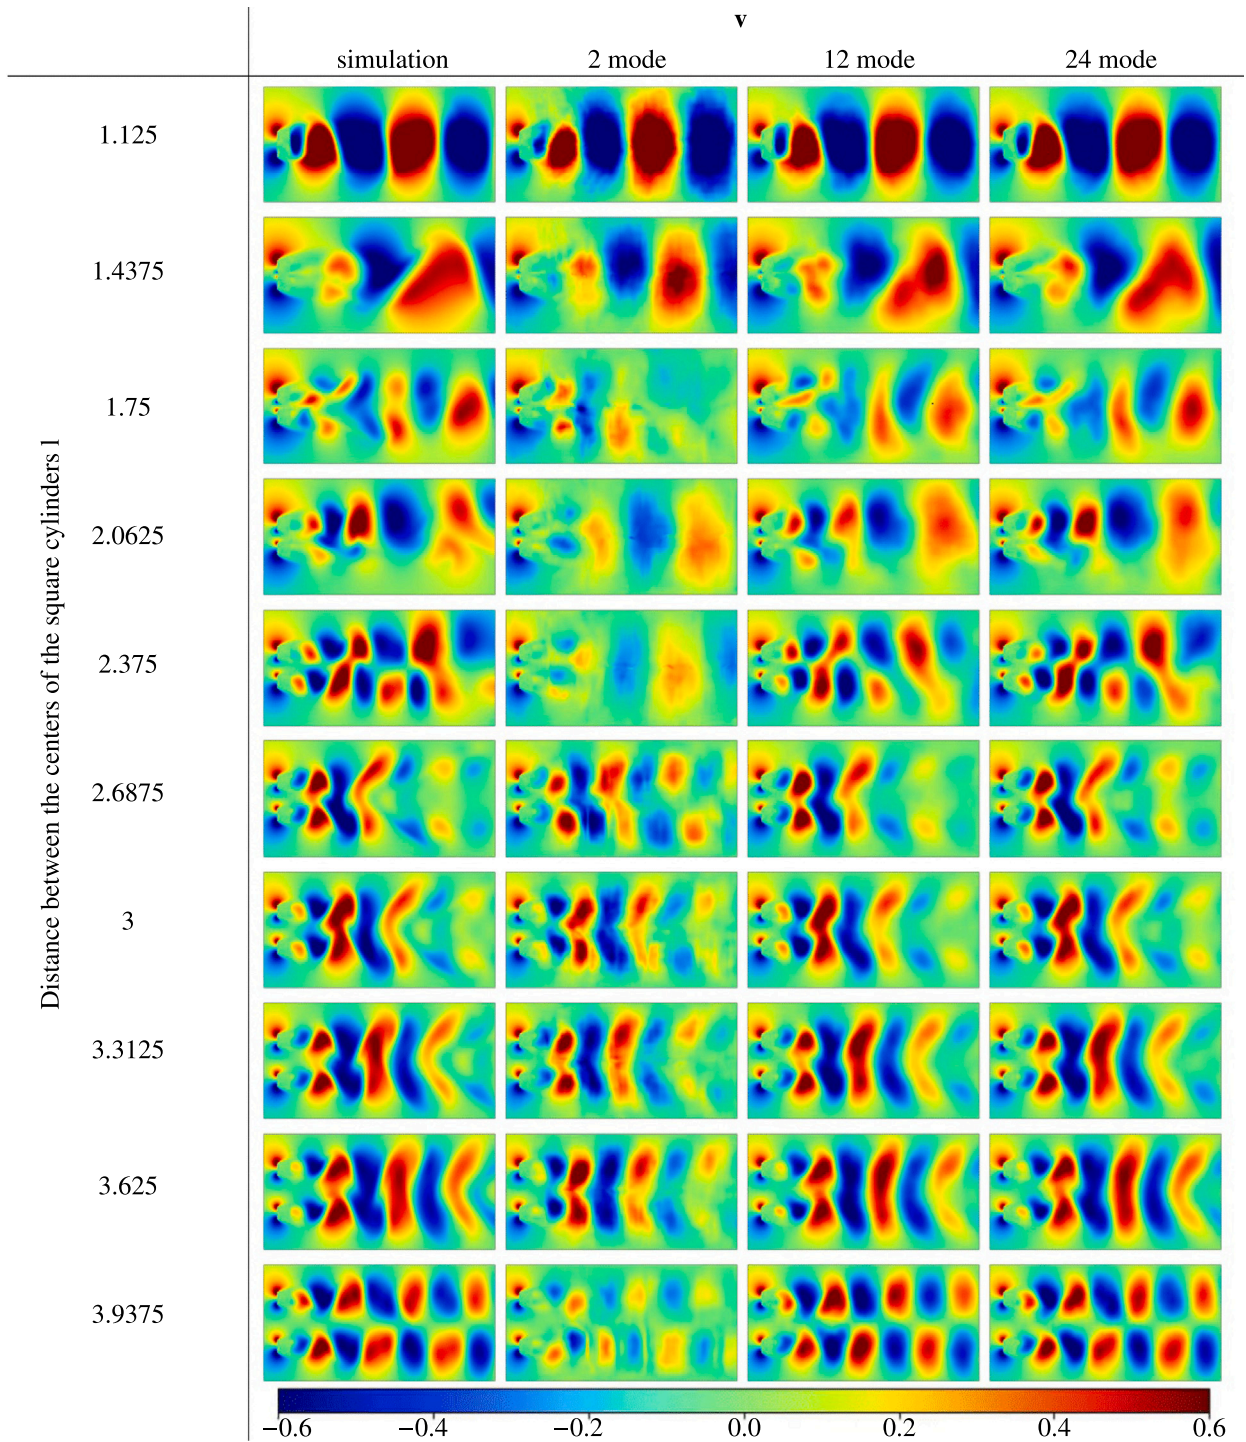 v
simulation 2 mode 12 mode 24 mode
Distance between the centers of the square cylinders l
1.125
1.4375
1.75
2.0625
2.375
2.6875
3
3.3125
3.625
3.9375
−0.6 −0.4 −0.2 0.0 0.2 0.4 0.6